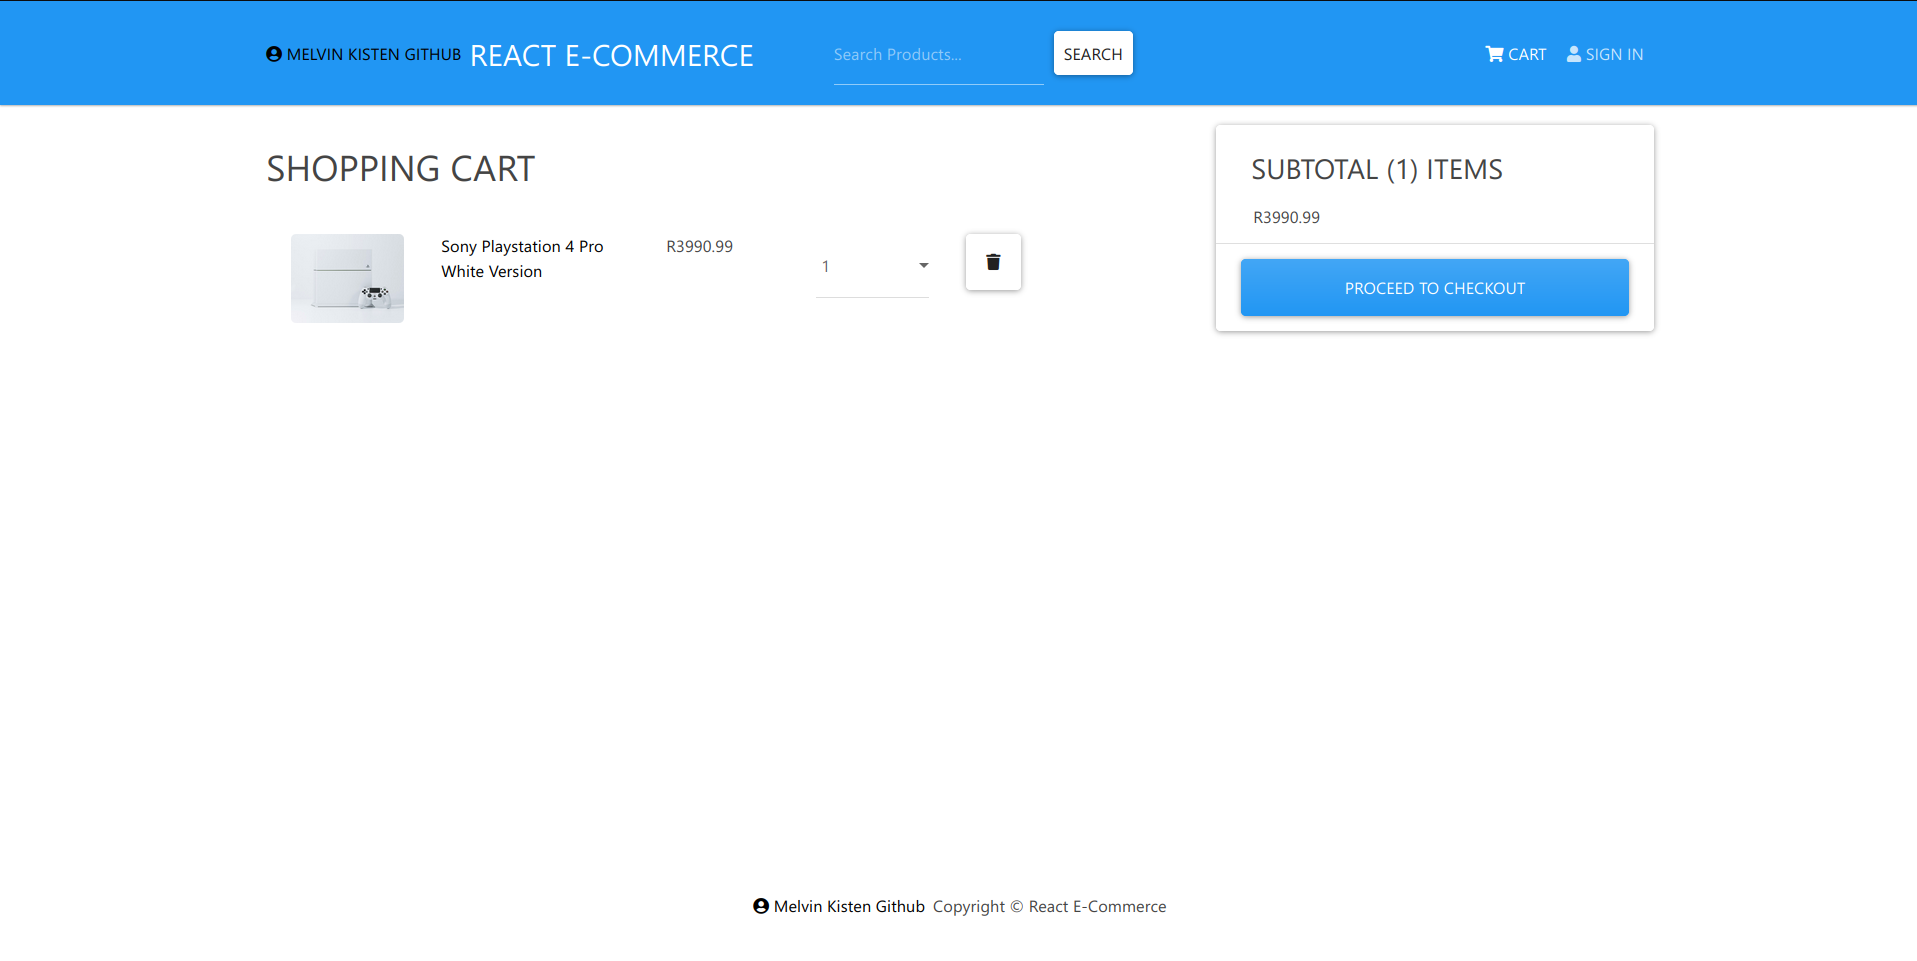 MELVIN KISTEN GITHUB REACT E-COMMERCE Search Products... SEARCH CART SIGN IN
SHOPPING CART
Sony Playstation 4 Pro
White Version
R3990.99
1
SUBTOTAL (1) ITEMS
R3990.99
PROCEED TO CHECKOUT
Melvin Kisten Github Copyright © React E-Commerce